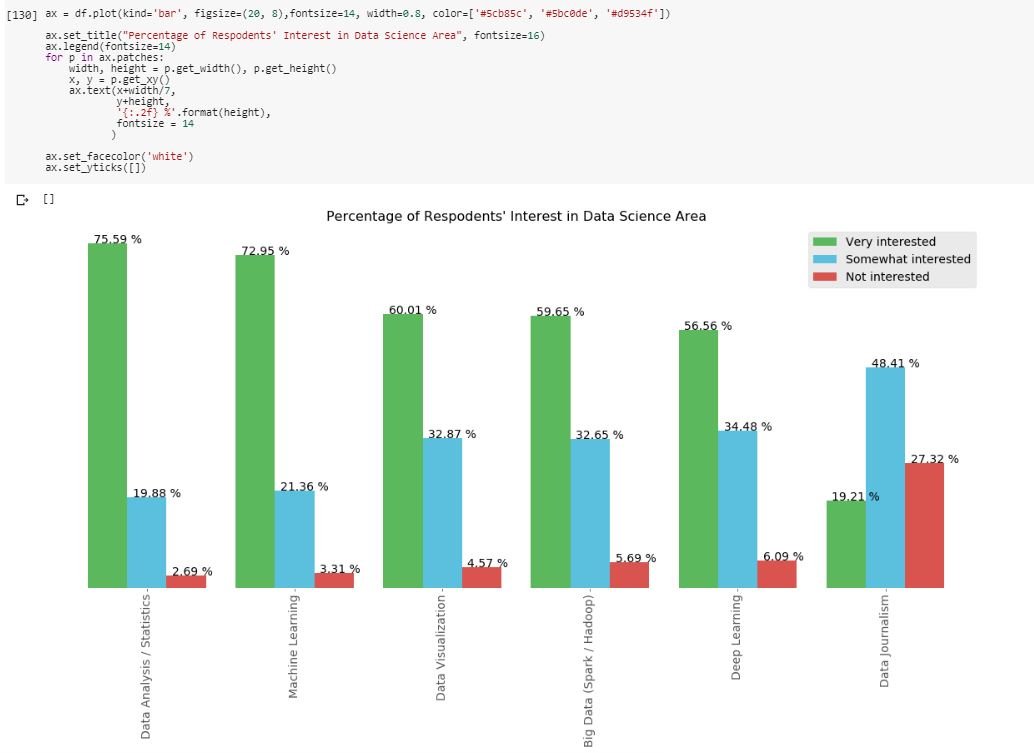 [130] ax = df.plot(kind='bar', figsize=(20, 8),fontsize=14, width=0.8, color=['#5cb85c', '#5bc0de', '#d9534f'])
ax.set_title("Percentage of Respodents' Interest in Data Science Area", fontsize=16)
ax.legend(fontsize=14)
for p in ax.patches:
    width, height = p.get_width(), p.get_height()
    x, y = p.get_xy()
    ax.text(x+width/7,
            y+height,
            '{:.2f} %'.format(height),
            fontsize = 14
           )
ax.set_facecolor('white')
ax.set_yticks([])
[]
Percentage of Respodents' Interest in Data Science Area
Very interested
Somewhat interested
Not interested
75.59 %
19.88 %
2.69 %
72.95 %
21.36 %
3.31 %
60.01 %
32.87 %
4.57 %
59.65 %
32.65 %
5.69 %
56.56 %
34.48 %
6.09 %
19.21 %
48.41 %
27.32 %
Data Analysis / Statistics
Machine Learning
Data Visualization
Big Data (Spark / Hadoop)
Deep Learning
Data Journalism